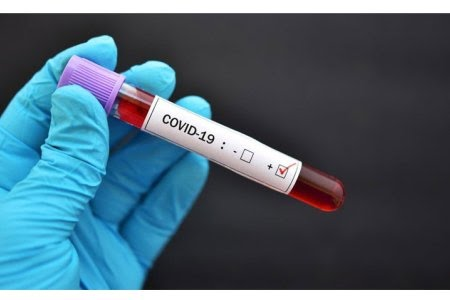 COVID-19 : - ☐ + ☑